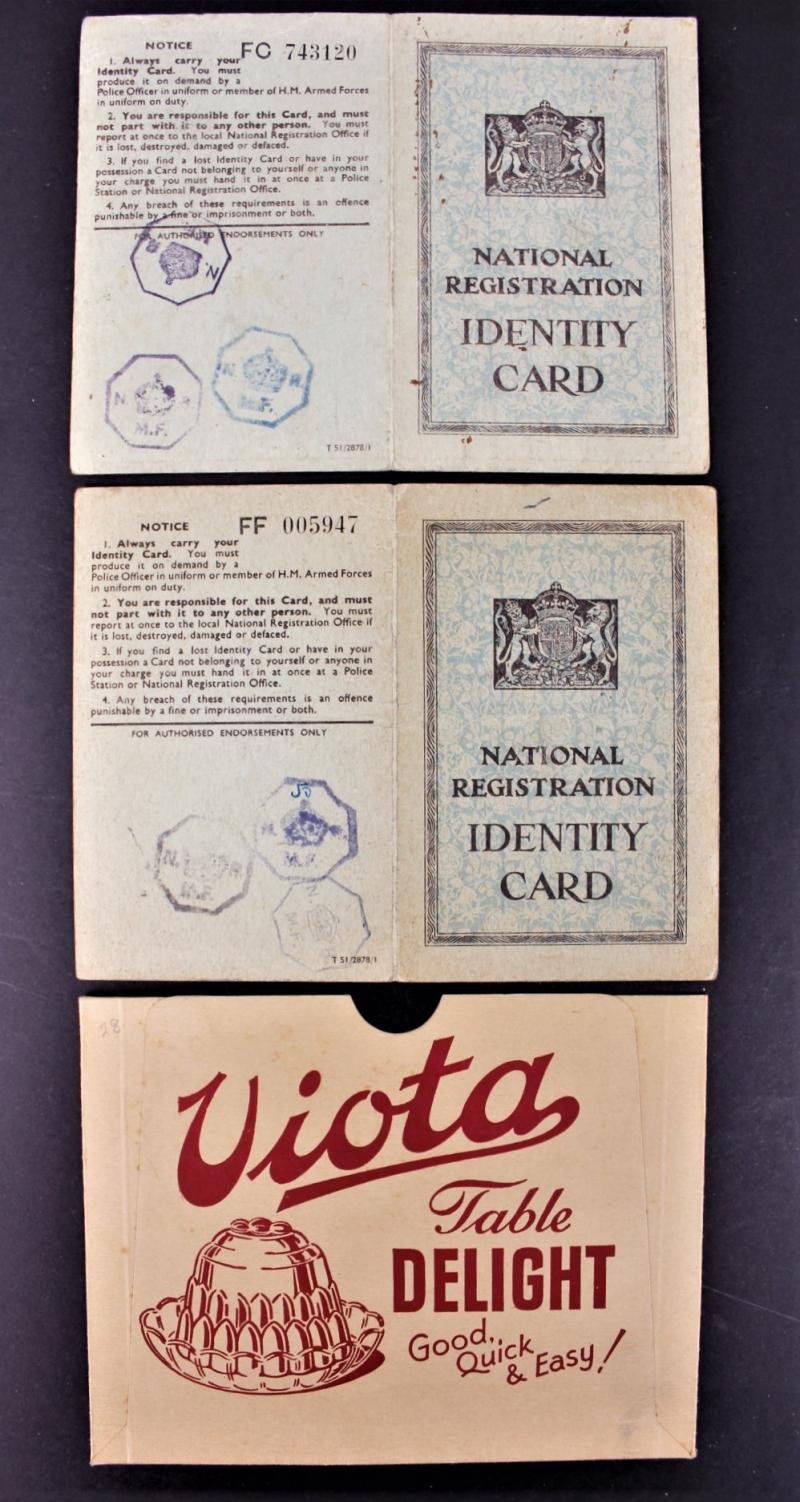 NOTICE FC 743120
1. Always carry your
Identity Card. You must
produce it on demand by a
Police Officer in uniform or member of H.M. Armed Forces
in uniform on duty.
2. You are responsible for this Card, and must
not part with it to any other person. You must
report at once to the local National Registration Office if
it is lost, destroyed, damaged or defaced.
3. If you find a lost Identity Card or have in your
possession a Card not belonging to yourself or anyone in
your charge you must hand it in at once at a Police
Station or National Registration Office.
4. Any breach of these requirements is an offence
punishable by a fine or imprisonment or both.
FOR AUTHORISED ENDORSEMENTS ONLY
N.
R
N R
M.F.
N. R.
M.F.
T 51/2878/1
NATIONAL
REGISTRATION
IDENTITY
CARD
NOTICE FF 005947
1. Always carry your
Identity Card. You must
produce it on demand by a
Police Officer in uniform or member of H.M. Armed Forces
in uniform on duty.
2. You are responsible for this Card, and must
not part with it to any other person. You must
report at once to the local National Registration Office if
it is lost, destroyed, damaged or defaced.
3. If you find a lost Identity Card or have in your
possession a Card not belonging to yourself or anyone in
your charge you must hand it in at once at a Police
Station or National Registration Office.
4. Any breach of these requirements is an offence
punishable by a fine or imprisonment or both.
FOR AUTHORISED ENDORSEMENTS ONLY
N.
M.F.
N. R
M.F.
N
M.F.
T 51/2878/1
NATIONAL
REGISTRATION
IDENTITY
CARD
28
Viota
Table
DELIGHT
Good,
Quick
& Easy!